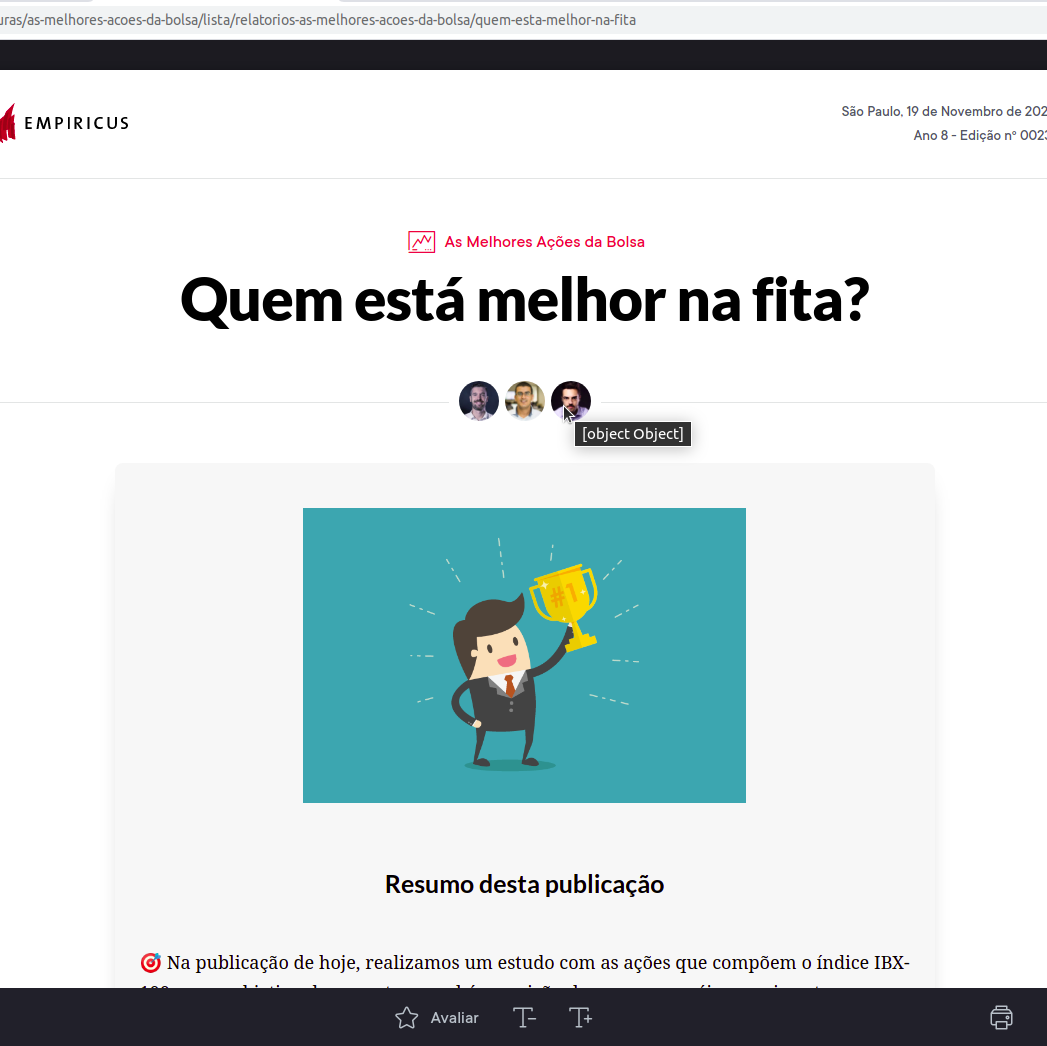 uras/as-melhores-acoes-da-bolsa/lista/relatorios-as-melhores-acoes-da-bolsa/quem-esta-melhor-na-fita
EMPIRICUS
São Paulo, 19 de Novembro de 202
Ano 8 - Edição nº 0023
As Melhores Ações da Bolsa
Quem está melhor na fita?
[object Object]
#1
Resumo desta publicação
🎯 Na publicação de hoje, realizamos um estudo com as ações que compõem o índice IBX-
Avaliar
T-
T+